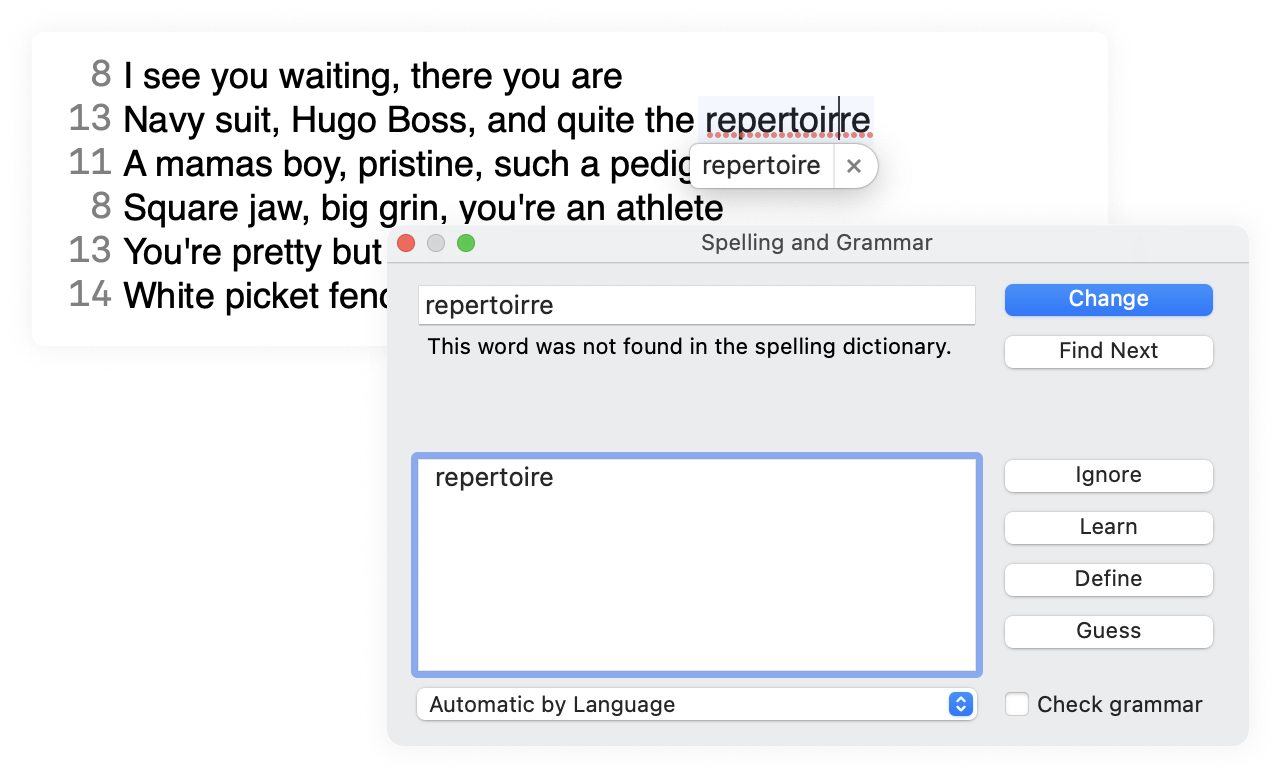 8 I see you waiting, there you are
13 Navy suit, Hugo Boss, and quite the repertoirre
11 A mamas boy, pristine, such a
repertoire ×
8 Square jaw, big grin, you're an athlete
13 You're pretty but
14 White picket
Spelling and Grammar
repertoirre
Change
This word was not found in the spelling dictionary.
Find Next
repertoire
Ignore
Learn
Define
Guess
Automatic by Language
Check grammar